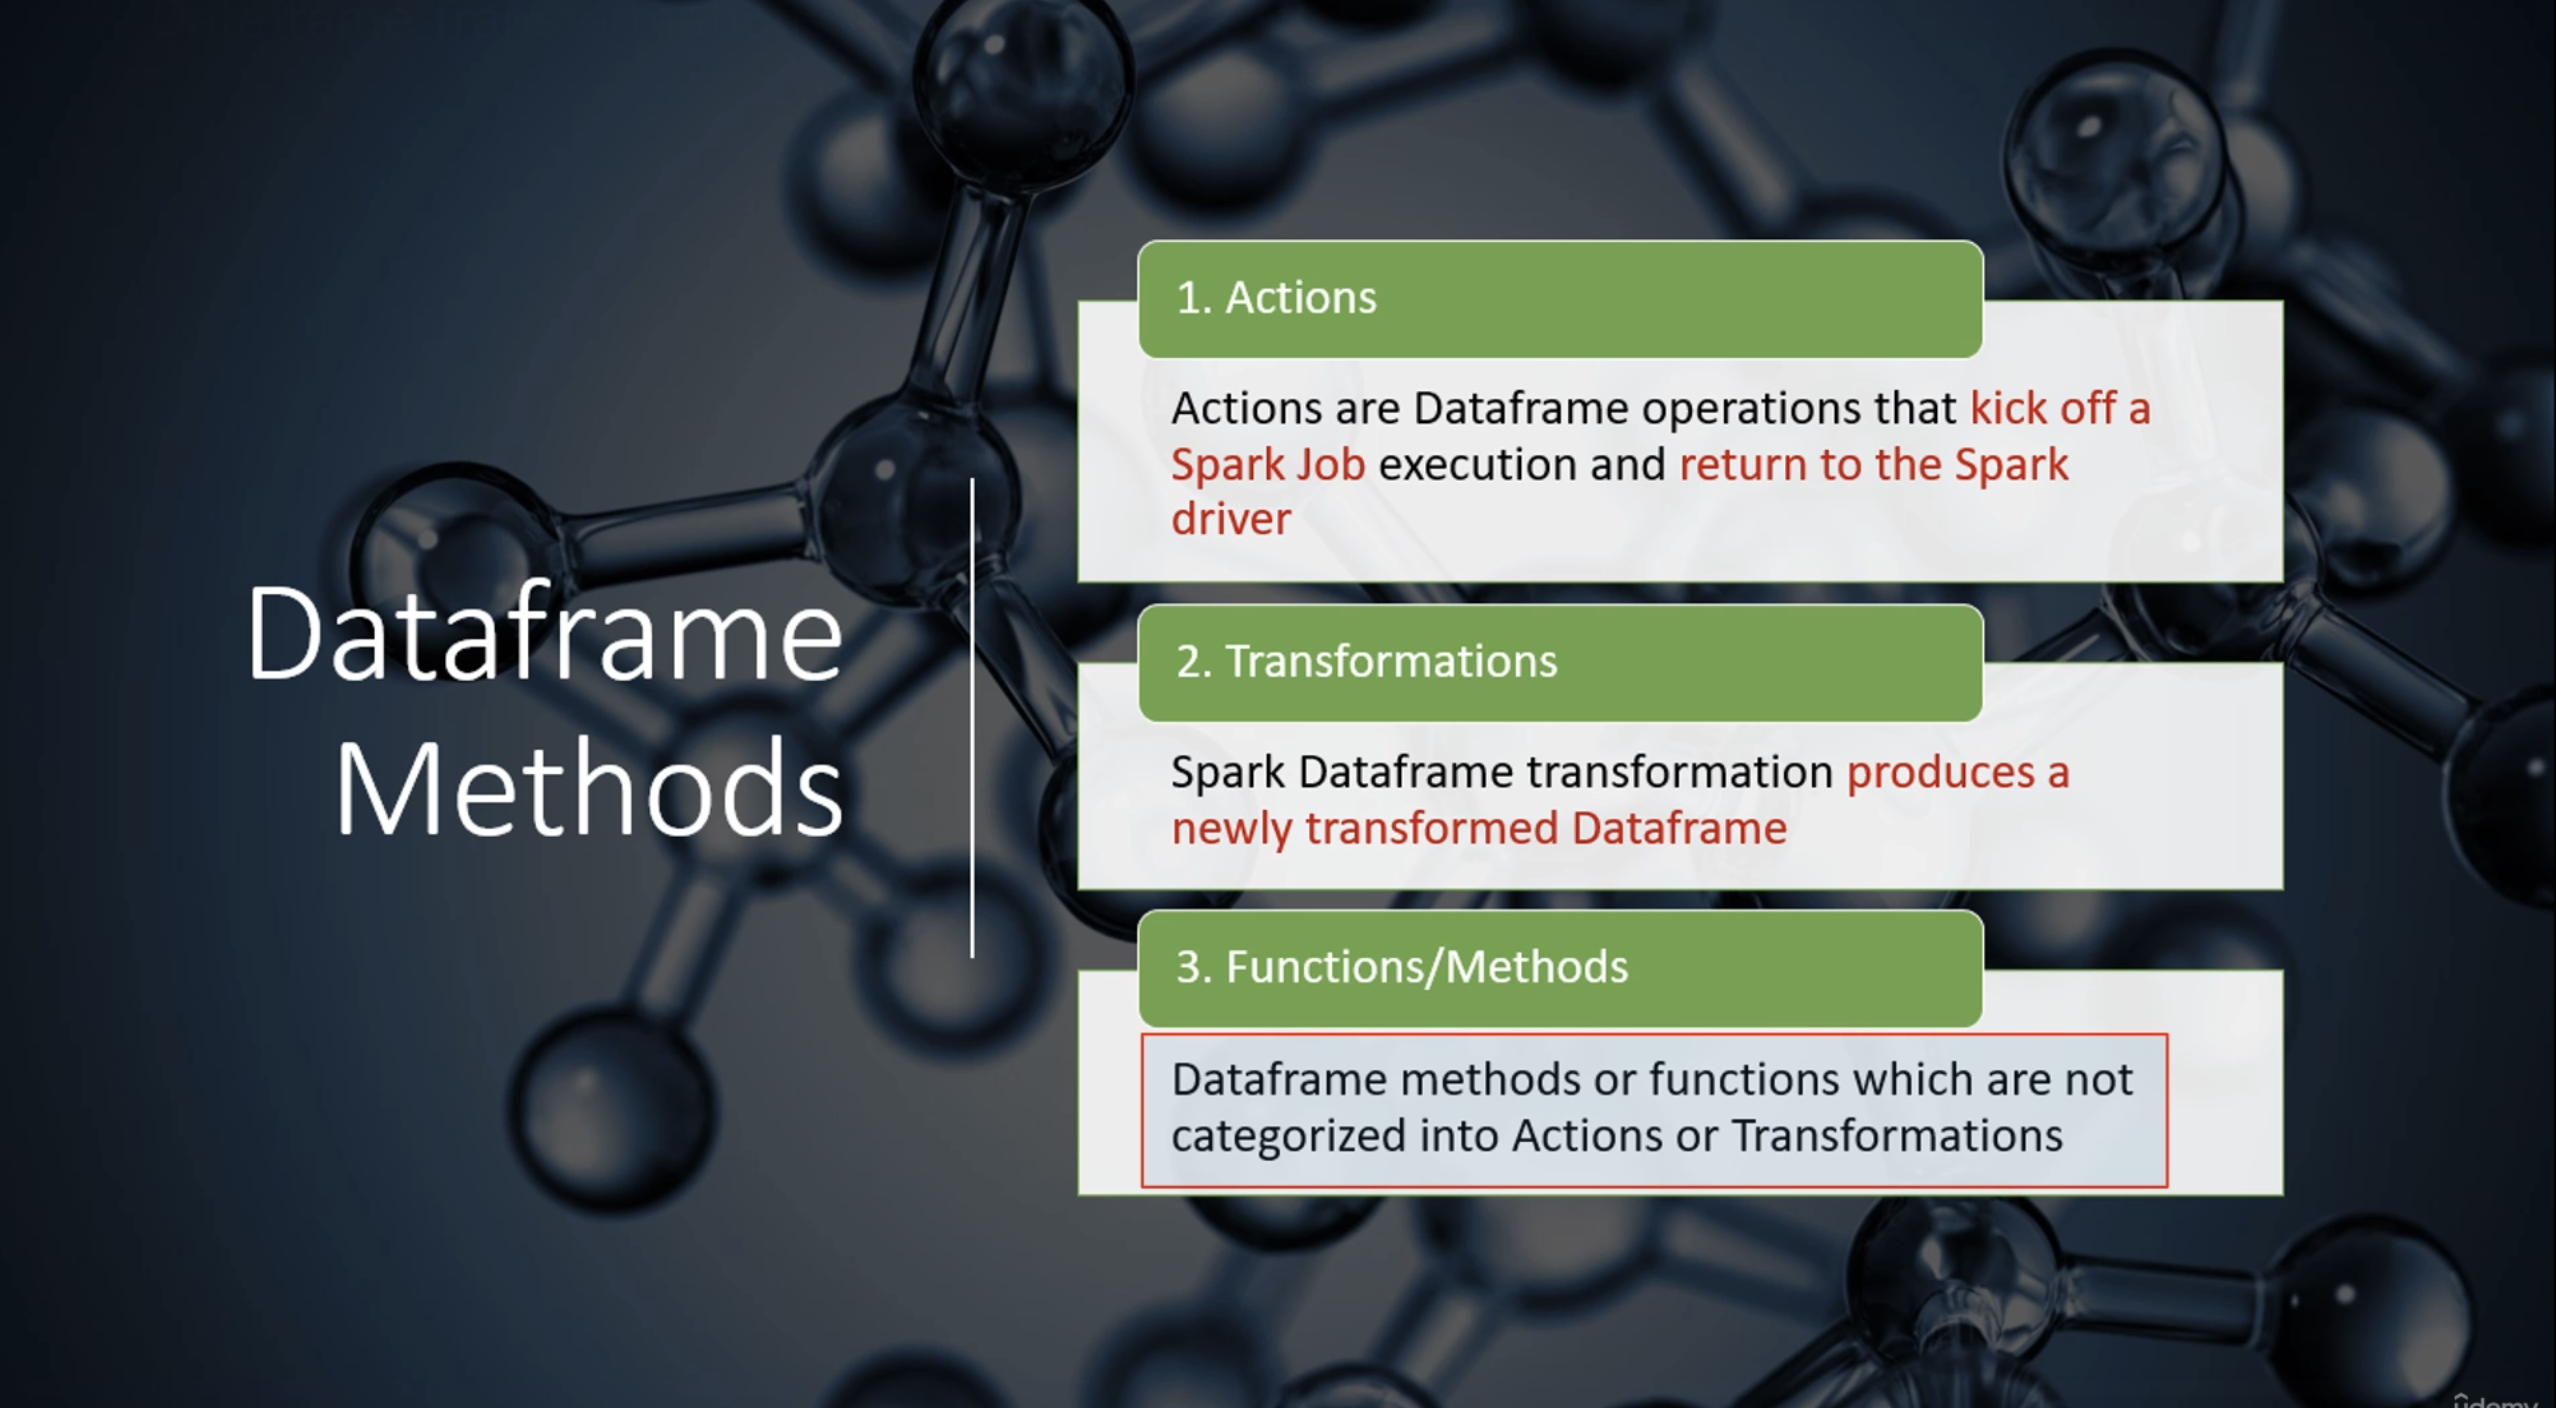 Dataframe
Methods
1. Actions
Actions are Dataframe operations that kick off a
Spark Job execution and return to the Spark
driver
2. Transformations
Spark Dataframe transformation produces a
newly transformed Dataframe
3. Functions/Methods
Dataframe methods or functions which are not
categorized into Actions or Transformations
udemy